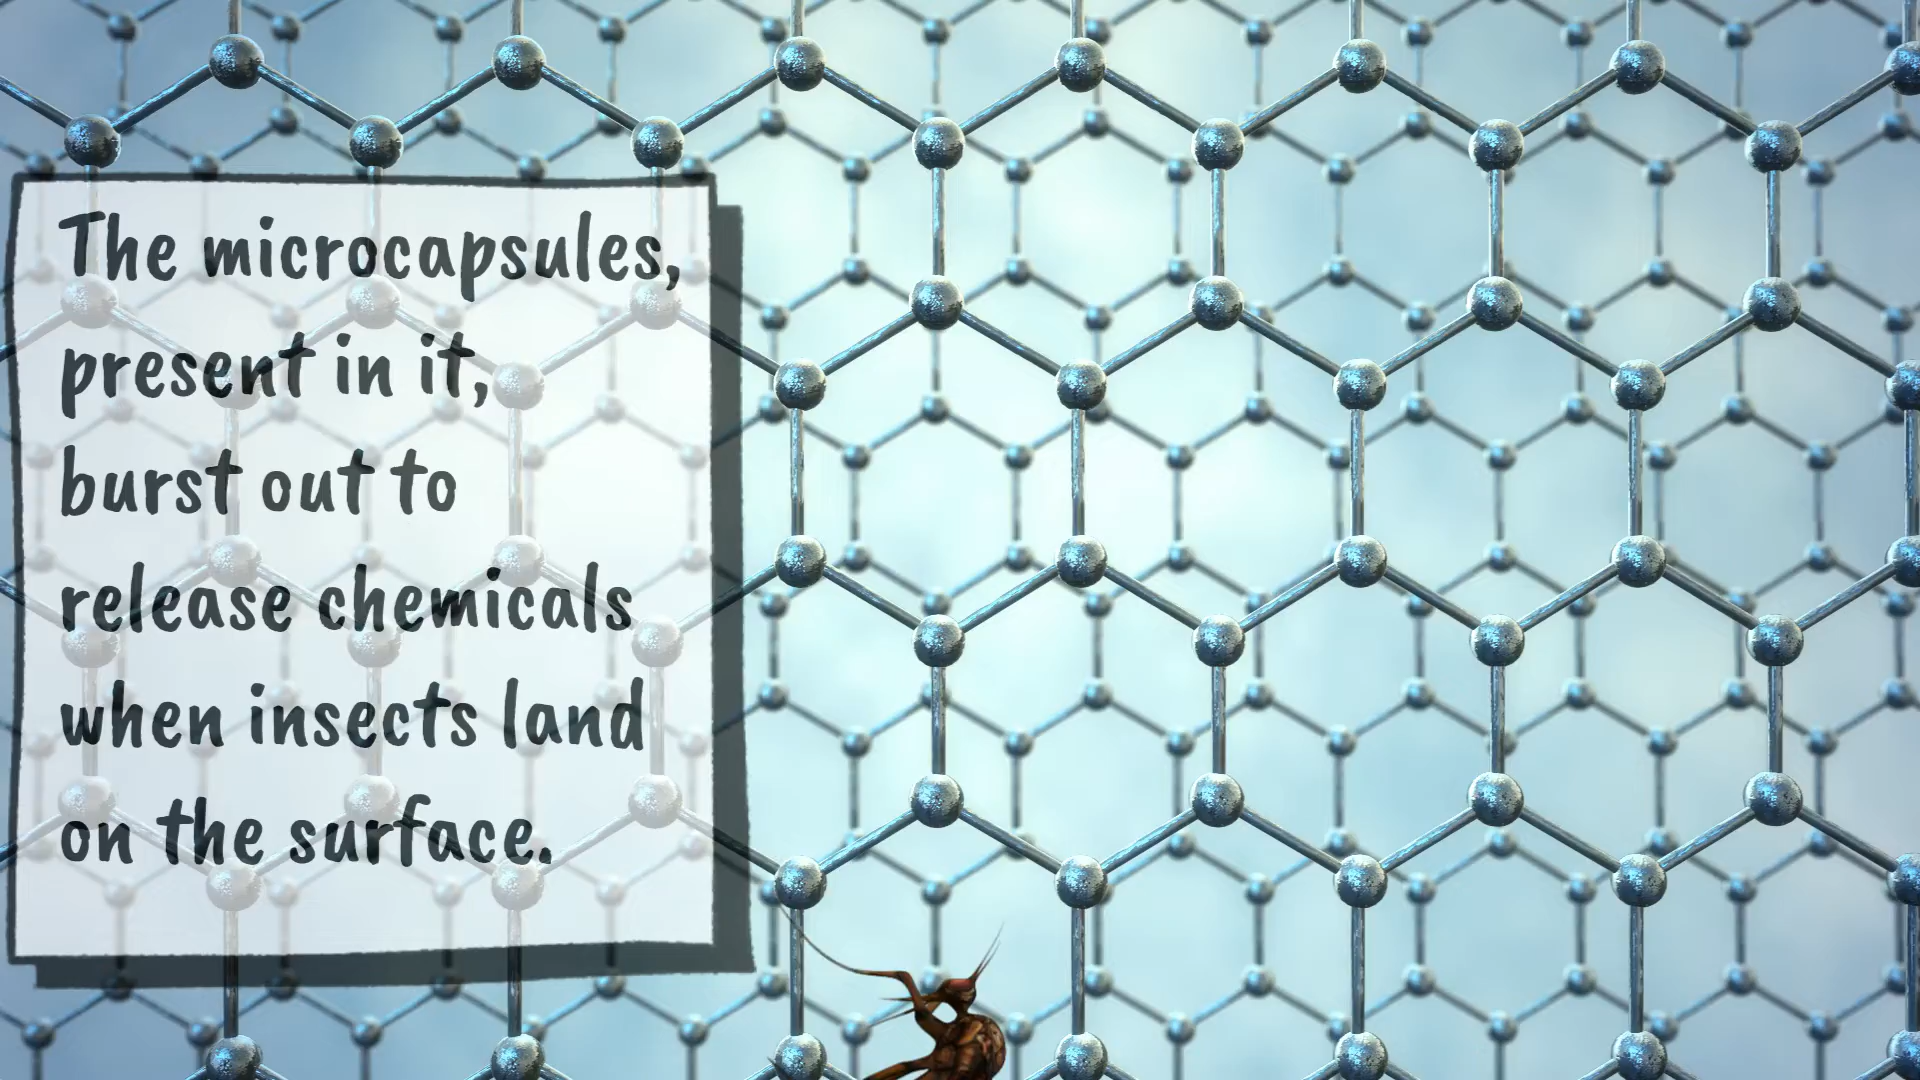 The microcapsules,
present in it,
burst out to
release chemicals
when insects land
on the surface.